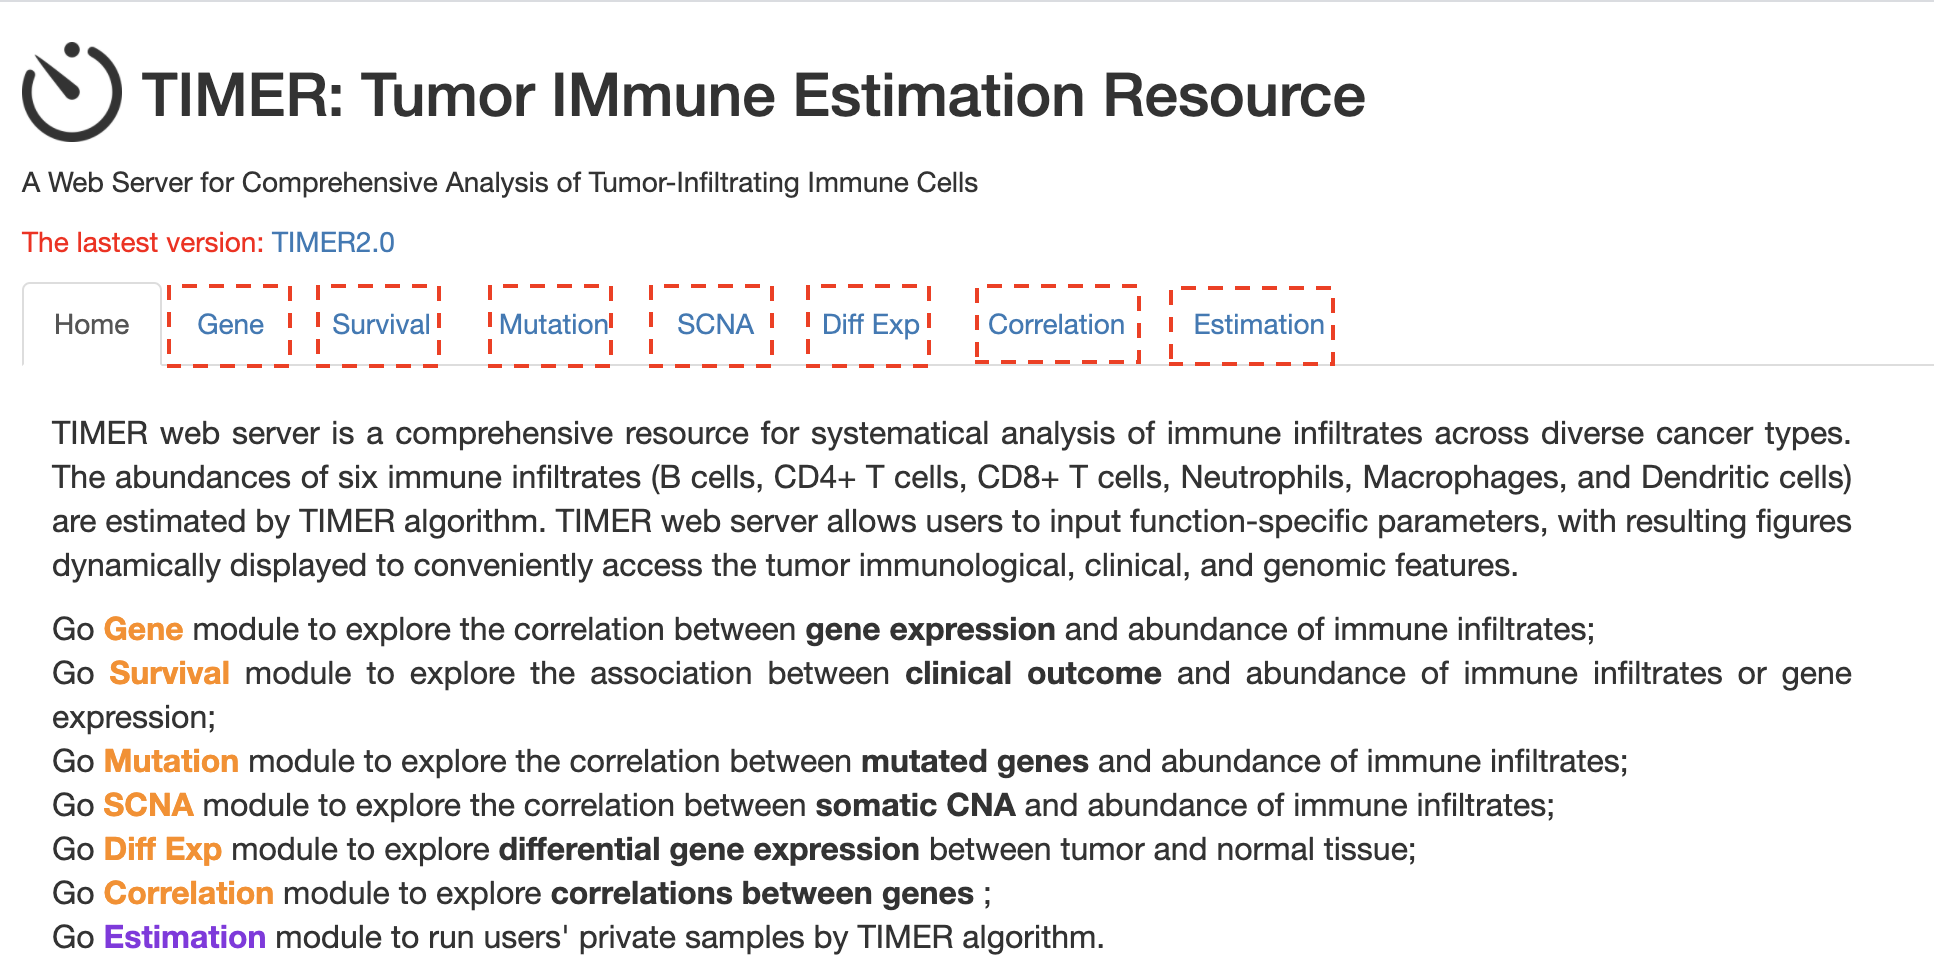 TIMER: Tumor IMmune Estimation Resource
A Web Server for Comprehensive Analysis of Tumor-Infiltrating Immune Cells
The lastest version: TIMER2.0
Home Gene Survival Mutation SCNA Diff Exp Correlation Estimation
TIMER web server is a comprehensive resource for systematical analysis of immune infiltrates across diverse cancer types.
The abundances of six immune infiltrates (B cells, CD4+ T cells, CD8+ T cells, Neutrophils, Macrophages, and Dendritic cells)
are estimated by TIMER algorithm. TIMER web server allows users to input function-specific parameters, with resulting figures
dynamically displayed to conveniently access the tumor immunological, clinical, and genomic features.
Go Gene module to explore the correlation between gene expression and abundance of immune infiltrates;
Go Survival module to explore the association between clinical outcome and abundance of immune infiltrates or gene
expression;
Go Mutation module to explore the correlation between mutated genes and abundance of immune infiltrates;
Go SCNA module to explore the correlation between somatic CNA and abundance of immune infiltrates;
Go Diff Exp module to explore differential gene expression between tumor and normal tissue;
Go Correlation module to explore correlations between genes ;
Go Estimation module to run users' private samples by TIMER algorithm.